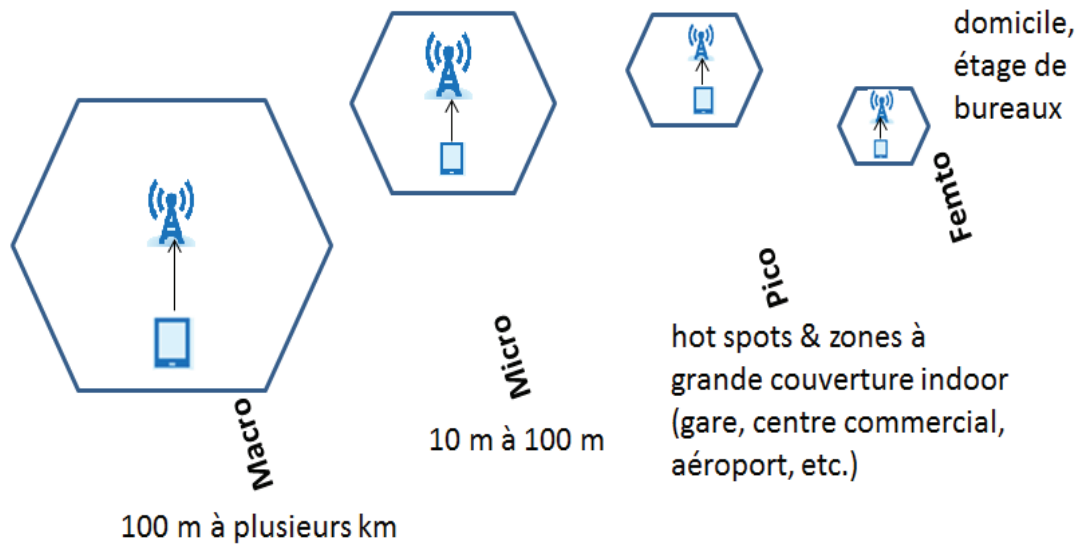 domicile,
étage de
bureaux
Femto
Pico
hot spots & zones à
grande couverture indoor
(gare, centre commercial,
aéroport, etc.)
Micro
10 m à 100 m
Macro
100 m à plusieurs km